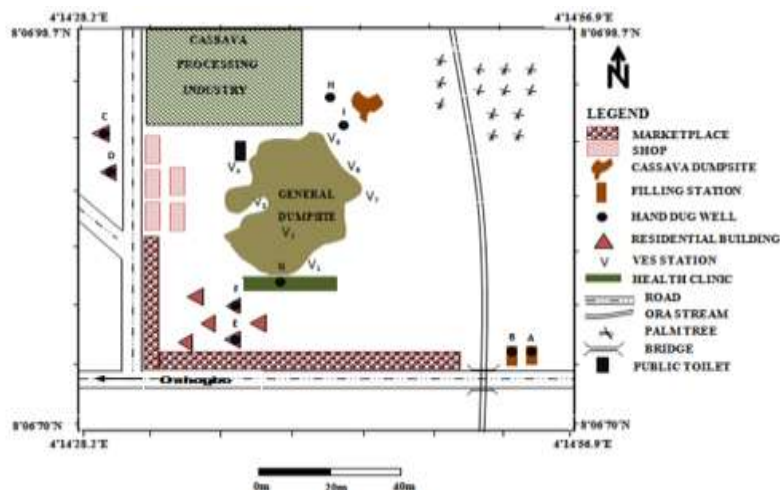 4°14'28.2"E
4°14'56.9"E
8°06'98.7"N
8°06'98.7"N
CASSAVA
PROCESSING
INDUSTRY
N
H
I
C
D
GENERAL
DUMPSITE
F
E
B
A
Oshogbo
8°06'70"N
8°06'70"N
4°14'28.2"E
4°14'56.9"E
0m
20m
40m
LEGEND
MARKETPLACE
SHOP
CASSAVA DUMPSITE
FILLING STATION
HAND DUG WELL
RESIDENTIAL BUILDING
V VES STATION
HEALTH CLINIC
ROAD
ORA STREAM
PALM TREE
BRIDGE
PUBLIC TOILET